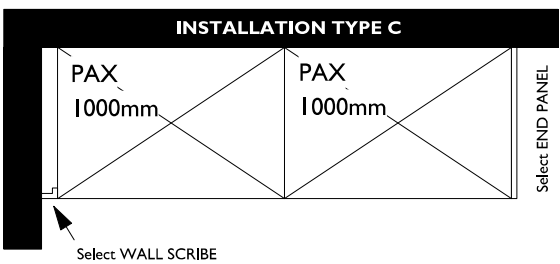 INSTALLATION TYPE C
PAX
1000mm
PAX
1000mm
Select END PANEL
Select WALL SCRIBE